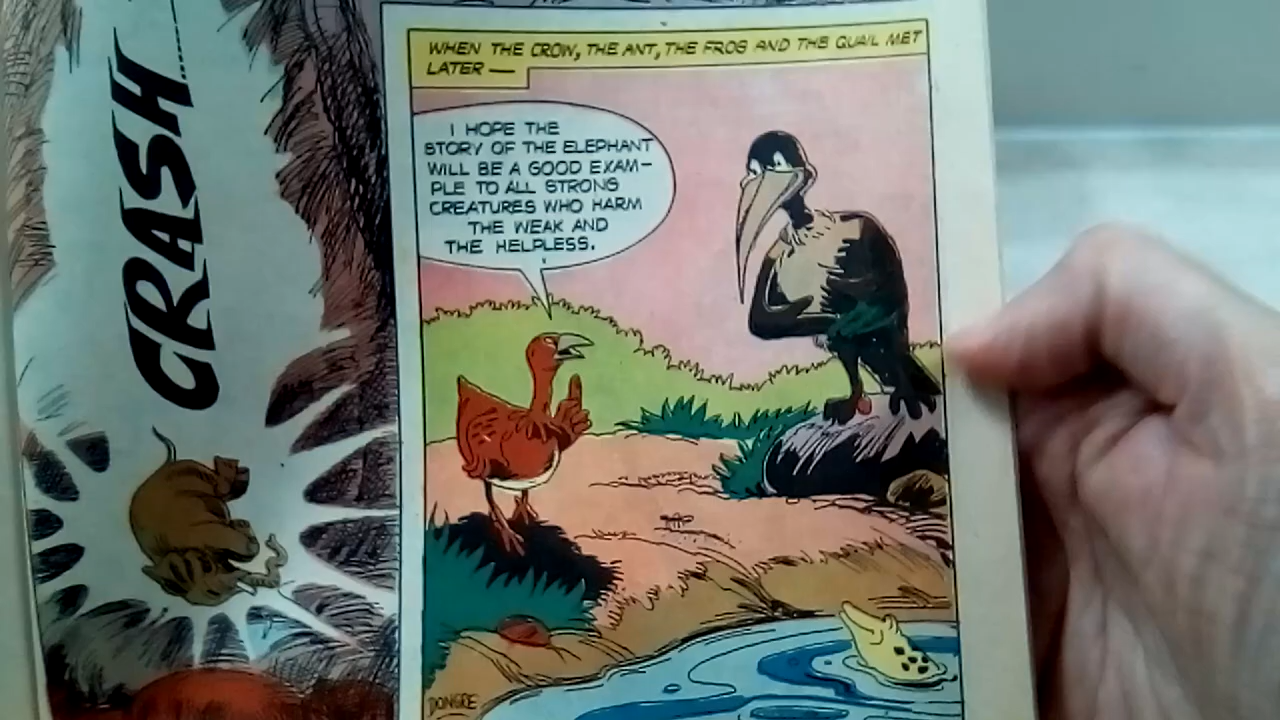 CRASH
WHEN THE CROW, THE ANT, THE FROG AND THE QUAIL MET
LATER —
I HOPE THE
STORY OF THE ELEPHANT
WILL BE A GOOD EXAM-
PLE TO ALL STRONG
CREATURES WHO HARM
THE WEAK AND
THE HELPLESS.
DONGRE